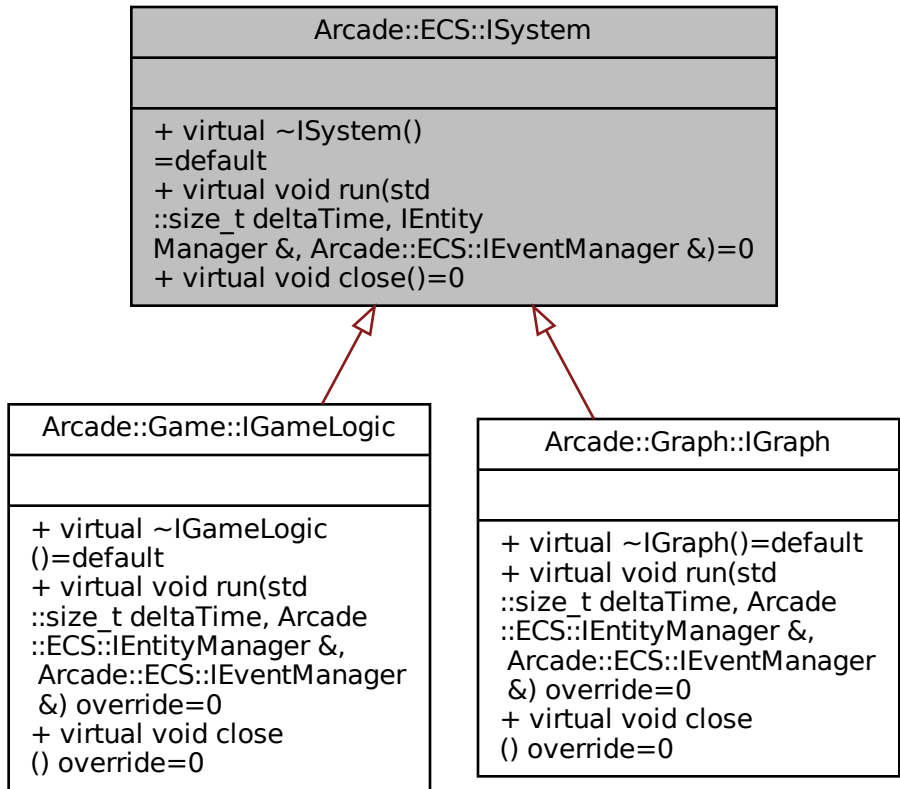 Arcade::ECS::ISystem
+ virtual ~ISystem()
=default
+ virtual void run(std
::size_t deltaTime, IEntity
Manager &, Arcade::ECS::IEventManager &)=0
+ virtual void close()=0
Arcade::Game::IGameLogic
+ virtual ~IGameLogic
()=default
+ virtual void run(std
::size_t deltaTime, Arcade
::ECS::IEntityManager &,
Arcade::ECS::IEventManager
&) override=0
+ virtual void close
() override=0
Arcade::Graph::IGraph
+ virtual ~IGraph()=default
+ virtual void run(std
::size_t deltaTime, Arcade
::ECS::IEntityManager &,
Arcade::ECS::IEventManager
&) override=0
+ virtual void close
() override=0